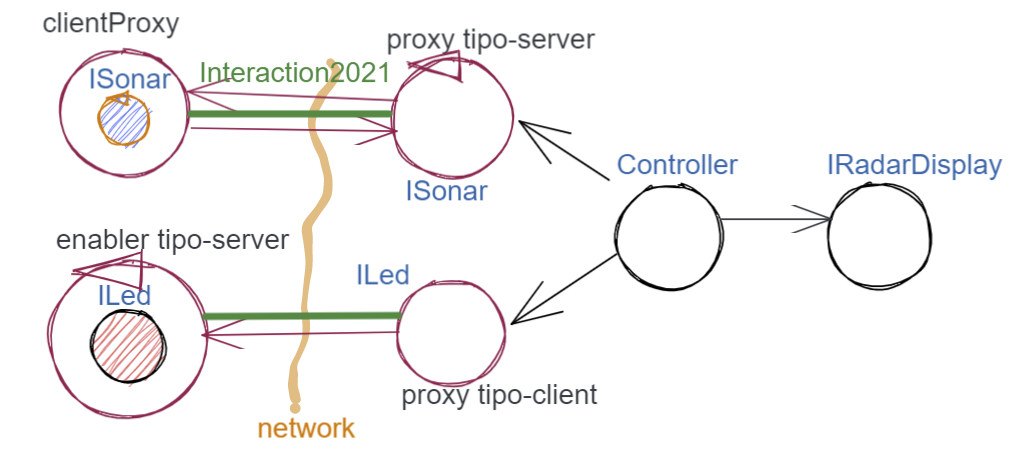 clientProxy
proxy tipo-server
ISonar
Interaction2021
ISonar
Controller
IRadarDisplay
enabler tipo-server
ILed
ILed
proxy tipo-client
network